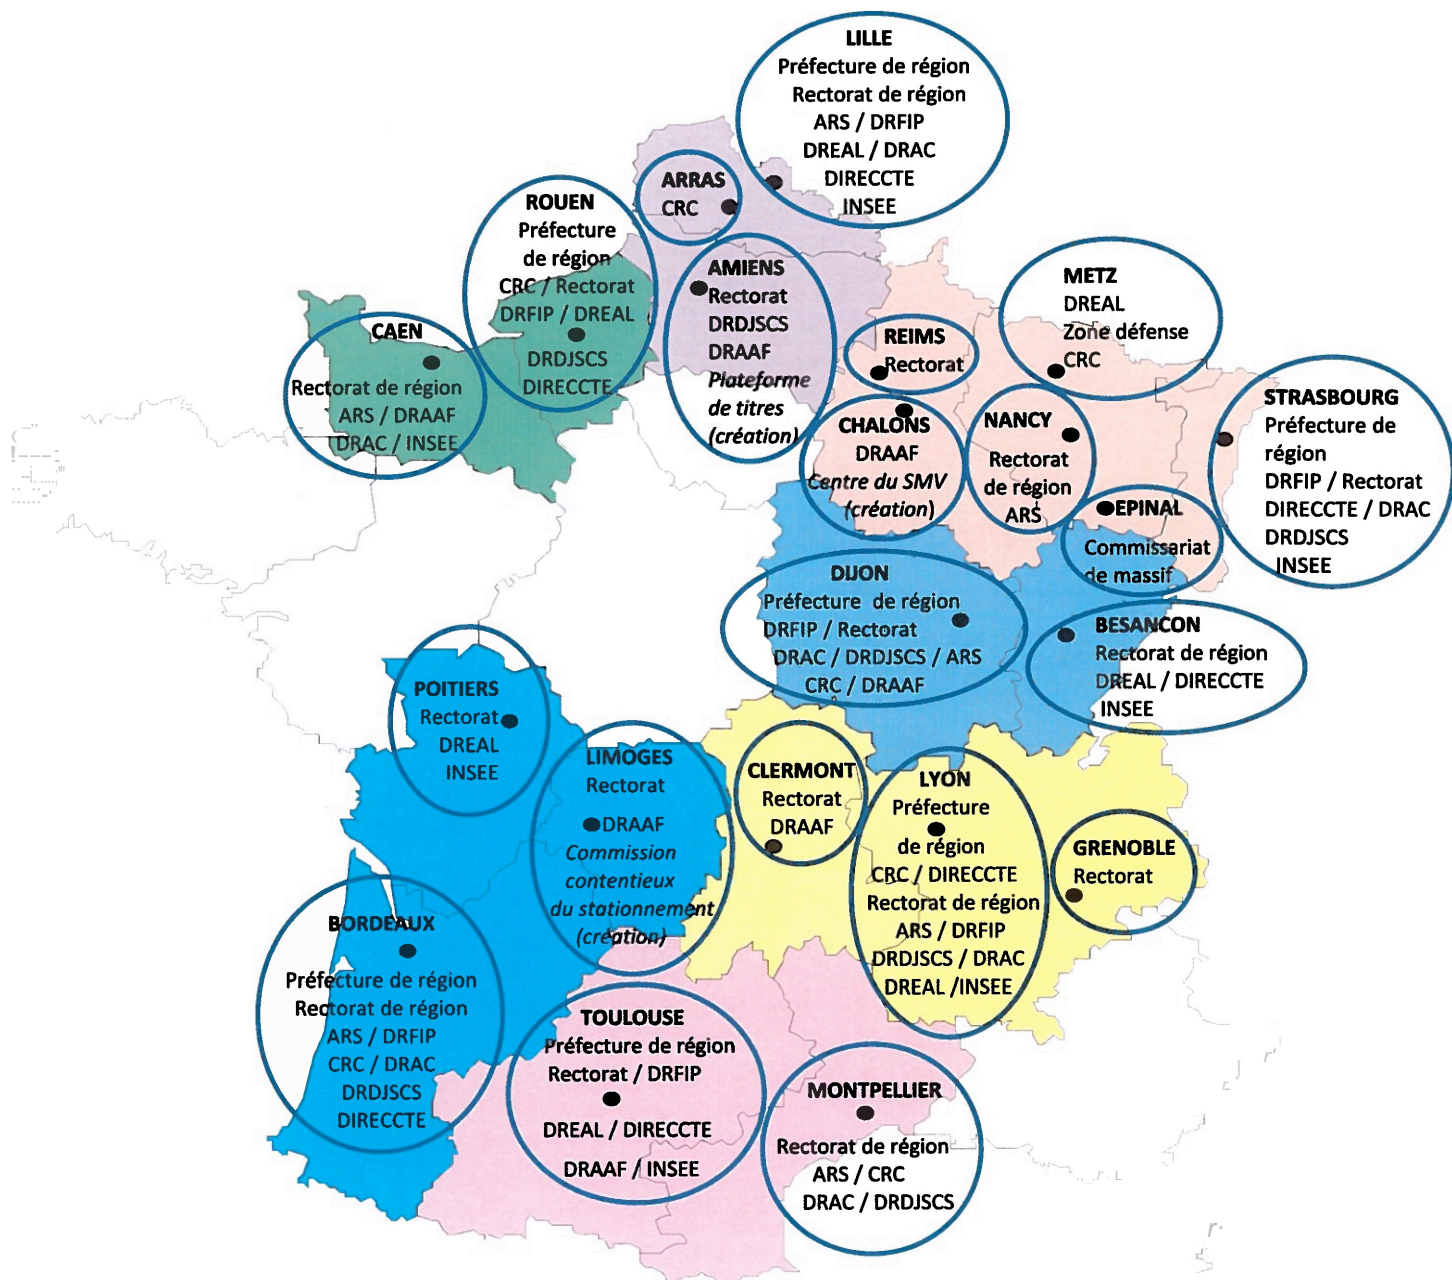 LILLE
Préfecture de région
Rectorat de région
ARS / DRFIP
DREAL / DRAC
DIRECCTE
INSEE
ARRAS
CRC
ROUEN
Préfecture
de région
CRC / Rectorat
DRFIP / DREAL
DRDJSCS
DIRECCTE
AMIENS
Rectorat
DRDJSCS
DRAAF
Plateforme
de titres
(création)
METZ
DREAL
Zone défense
CRC
CAEN
Rectorat de région
ARS / DRAAF
DRAC / INSEE
REIMS
Rectorat
STRASBOURG
Préfecture de
région
DRFIP / Rectorat
DIRECCTE / DRAC
DRDJSCS
INSEE
CHALONS
DRAAF
Centre du SMV
(création)
NANCY
Rectorat
de région
ARS
EPINAL
Commissariat
de massif
DIJON
Préfecture de région
DRFIP / Rectorat
DRAC / DRDJSCS / ARS
CRC / DRAAF
BESANCON
Rectorat de région
DREAL / DIRECCTE
INSEE
POITIERS
Rectorat
DREAL
INSEE
LIMOGES
Rectorat
DRAAF
Commission
contentieux
du stationnement
(création)
CLERMONT
Rectorat
DRAAF
LYON
Préfecture
de région
CRC / DIRECCTE
Rectorat de région
ARS / DRFIP
DRDJSCS / DRAC
DREAL /INSEE
GRENOBLE
Rectorat
BORDEAUX
Préfecture de région
Rectorat de région
ARS / DRFIP
CRC / DRAC
DRDJSCS
DIRECCTE
TOULOUSE
Préfecture de région
Rectorat / DRFIP
DREAL / DIRECCTE
DRAAF / INSEE
MONTPELLIER
Rectorat de région
ARS / CRC
DRAC / DRDJSCS